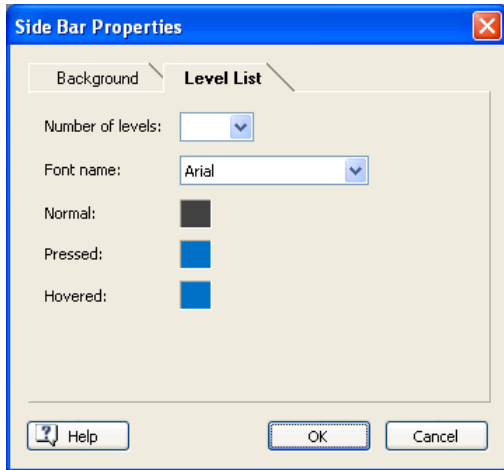 Side Bar Properties
Background Level List
Number of levels:
Font name: Arial
Normal:
Pressed:
Hovered:
Help OK Cancel